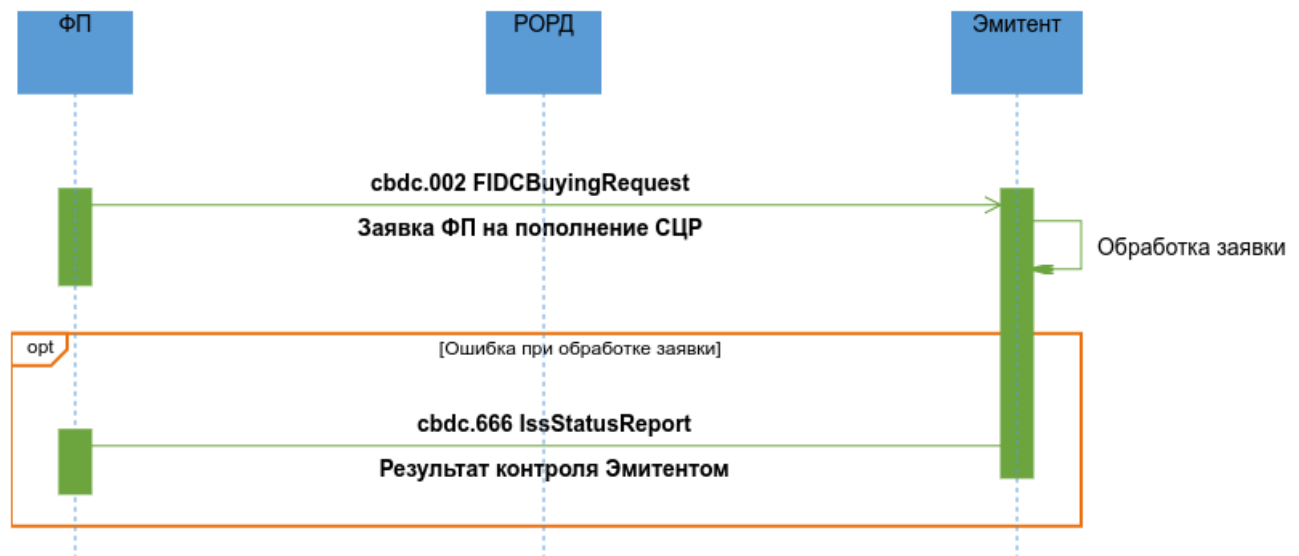 ФП
РОРД
Эмитент
cbdc.002 FIDCBuyingRequest
Заявка ФП на пополнение СЦР
Обработка заявки
opt
[Ошибка при обработке заявки]
cbdc.666 IssStatusReport
Результат контроля Эмитентом